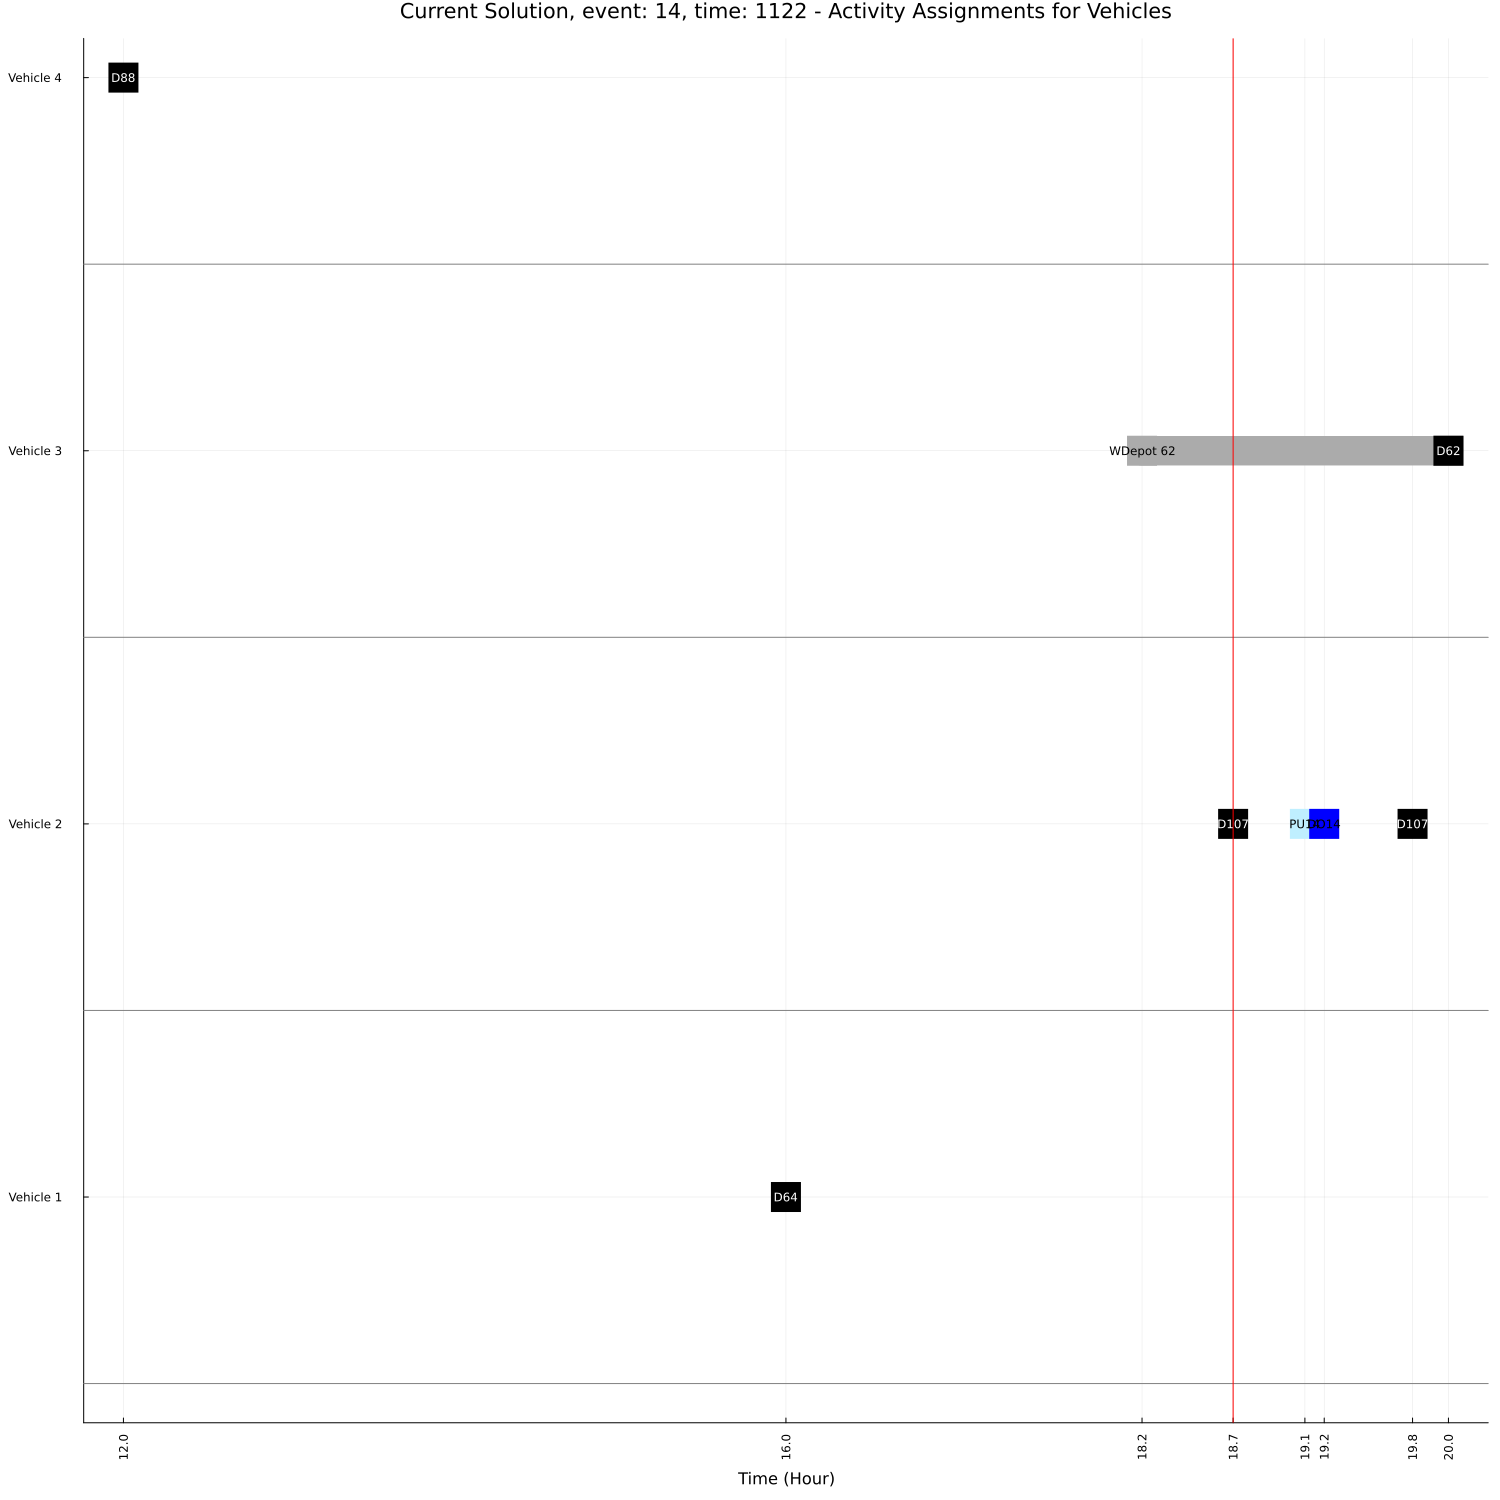 Current Solution, event: 14, time: 1122 - Activity Assignments for Vehicles
Vehicle 4
D88
Vehicle 3
WDepot 62
D62
Vehicle 2
D107
D107
Vehicle 1
D64
12.0
16.0
18.2
18.7
19.1
19.2
19.8
20.0
Time (Hour)